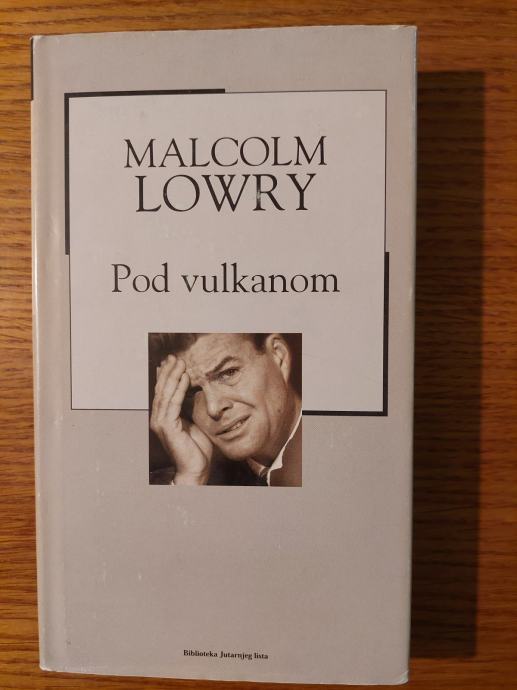 MALCOLM
LOWRY
Pod vulkanom
Biblioteka Jutarnjeg lista